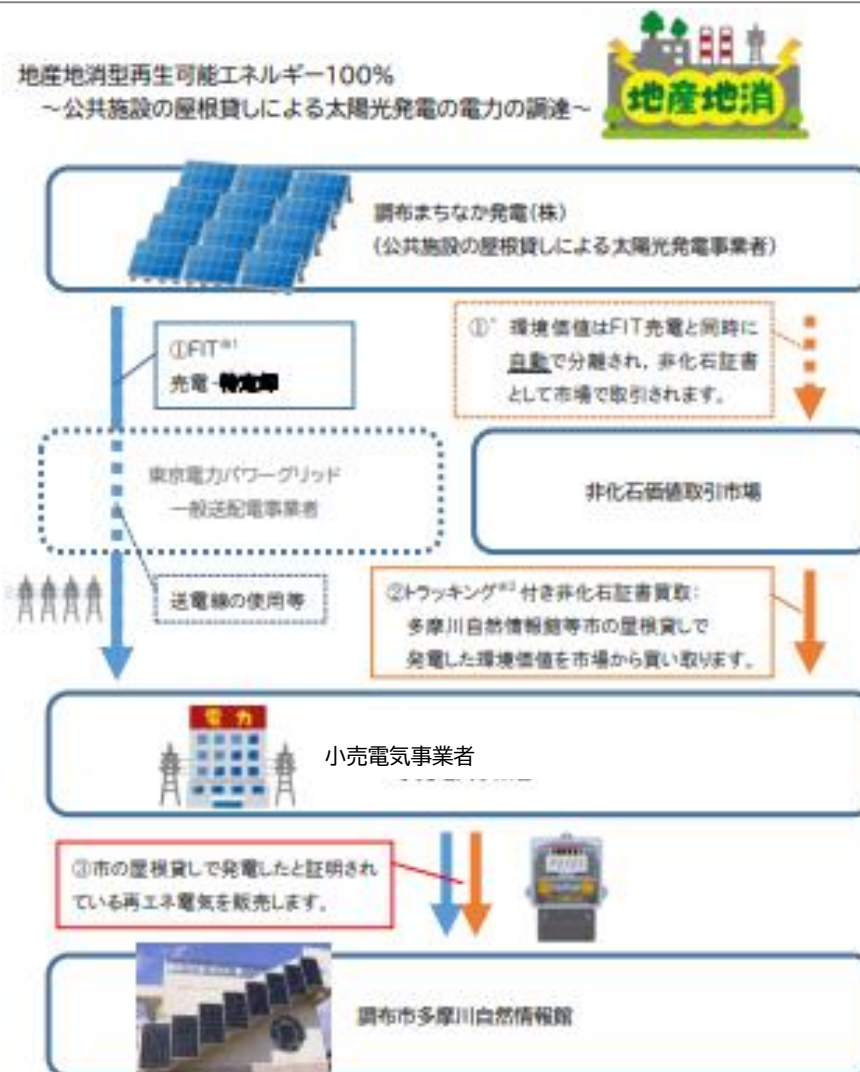 地産地消型再生可能エネルギー100%
～公共施設の屋根貸しによる太陽光発電の電力の調達～
地産地消
調布まちなか発電(株)
(公共施設の屋根貸しによる太陽光発電事業者)
①FIT※1
売電
①' 環境価値はFIT売電と同時に
自動で分離され，非化石証書
として市場で取引されます。
東京電力パワーグリッド
一般送配電事業者
非化石価値取引市場
送電線の使用等
②トラッキング※2付き非化石証書買取：
多摩川自然情報館等市の屋根貸しで
発電した環境価値を市場から買い取ります。
電力
小売電気事業者
③市の屋根貸しで発電したと証明され
ている再エネ電気を販売します。
調布市多摩川自然情報館